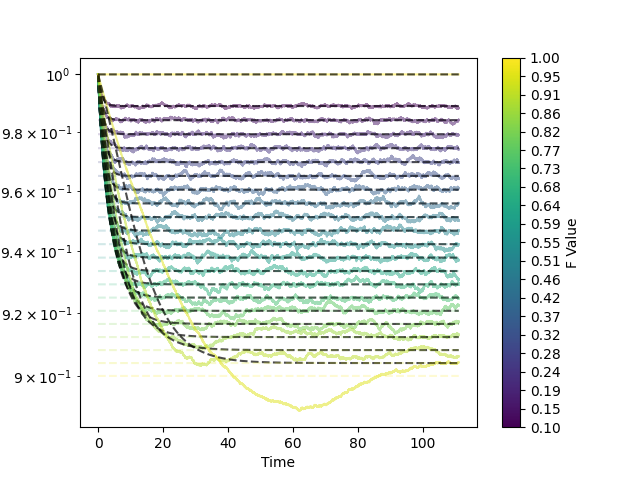 10⁰
9.8 × 10⁻¹
9.6 × 10⁻¹
9.4 × 10⁻¹
9.2 × 10⁻¹
9 × 10⁻¹
0 20 40 60 80 100
Time
1.00
0.95
0.91
0.86
0.82
0.77
0.73
0.68
0.64
0.59
0.55
0.51
0.46
0.42
0.37
0.32
0.28
0.24
0.19
0.15
0.10
F Value